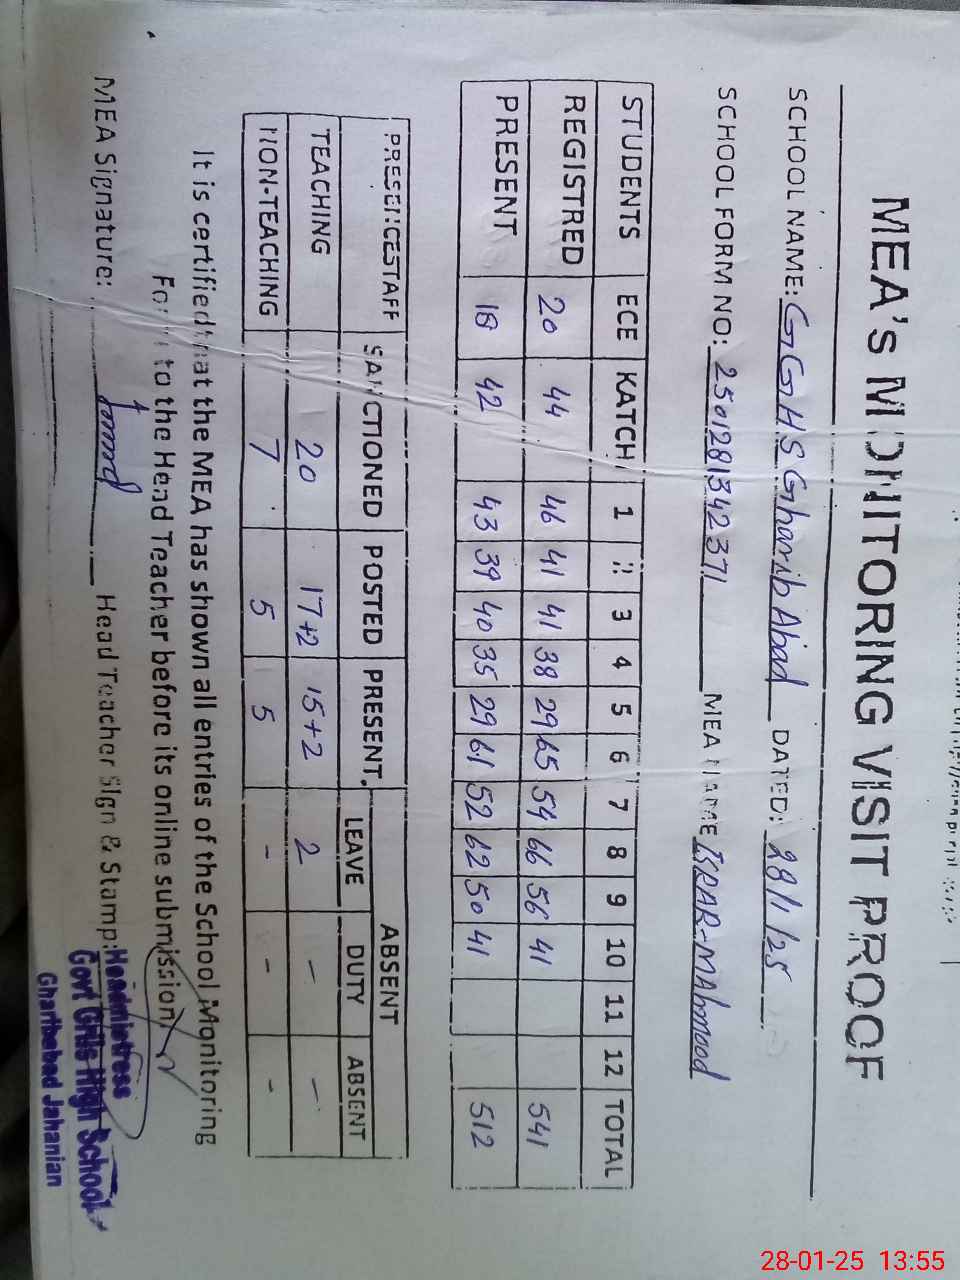 MEA'S MONITORING VISIT PROOF
SCHOOL NAME: GGHS Gharib Abad DATED: 28/1/25
SCHOOL FORM NO: 2501281342371 MEA NAME BRAR-MAhmood
STUDENTS ECE KATCHI 1 2 3 4 5 6 7 8 9 10 11 12 TOTAL
REGISTRED 20 44 46 41 41 38 29 65 54 66 56 41 541
PRESENT 18 42 43 39 40 35 29 61 52 62 50 41 512
PRESENCE STAFF SANCTIONED POSTED PRESENT ABSENT
LEAVE DUTY ABSENT
TEACHING 20 17+2 15+2 2 - -
NON-TEACHING 7 5 5 - - -
It is certified that the MEA has shown all entries of the School Monitoring
Form to the Head Teacher before its online submission.
MEA Signature: Head Teacher Sign & Stamp:
Headmistress
Govt Girls High School
Gharibabad Jahanian
28-01-25 13:55